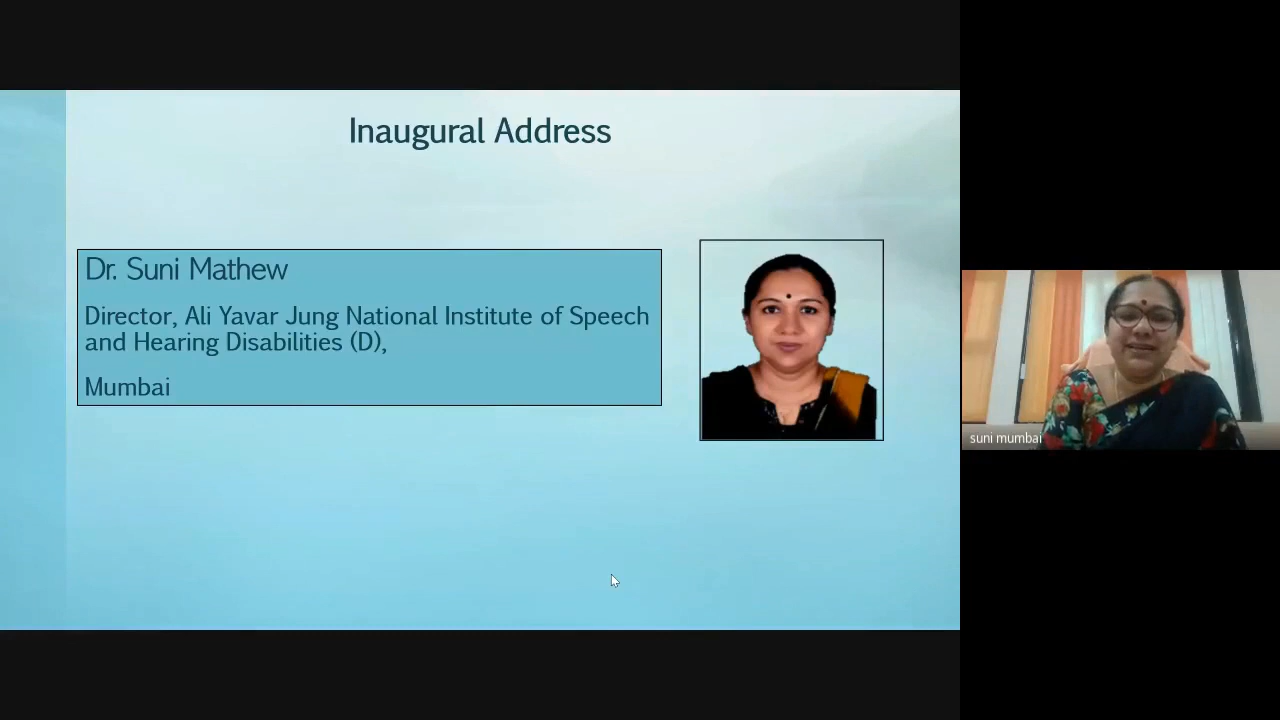 Inaugural Address
Dr. Suni Mathew
Director, Ali Yavar Jung National Institute of Speech
and Hearing Disabilities (D),
Mumbai
suni mumbai